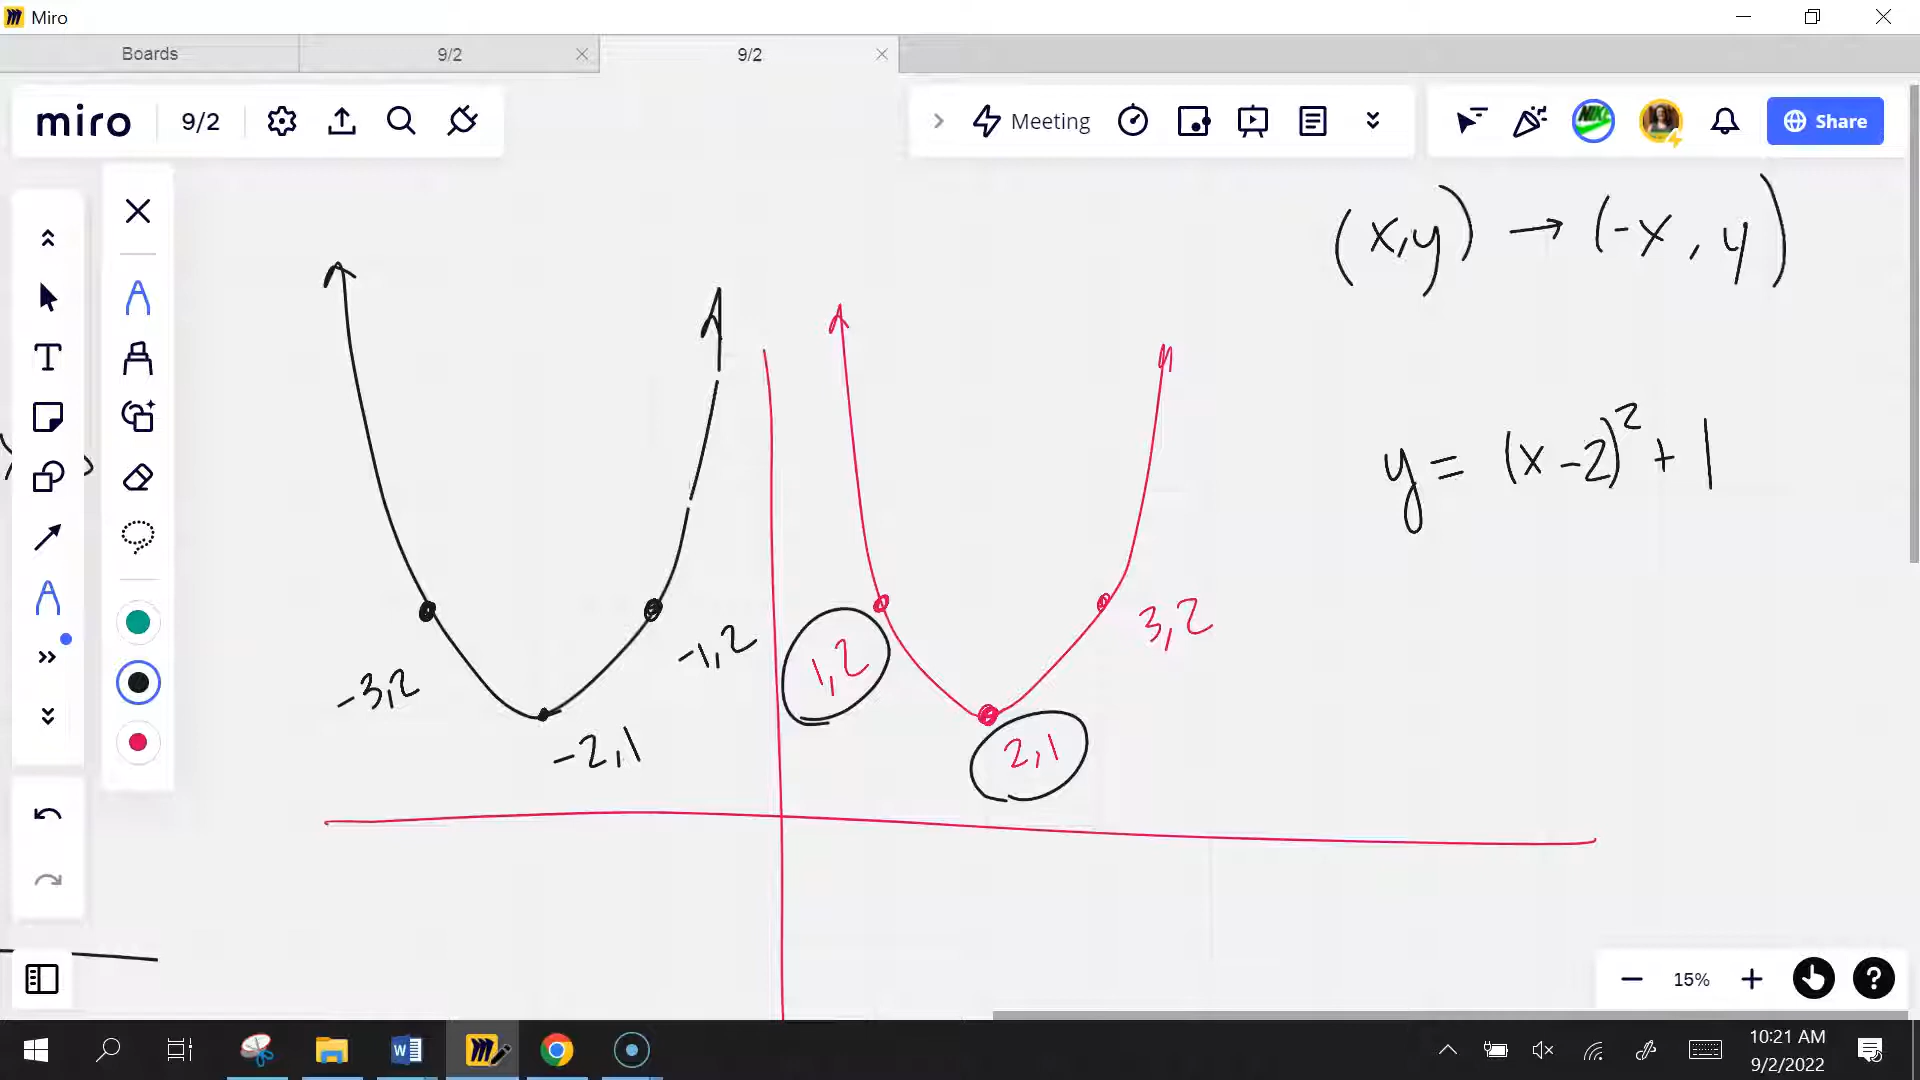 Miro
Boards
9/2
9/2
miro
9/2
Meeting
NIKE
Share
(x,y) → (-x, y)
y = (x-2)² + 1
-3,2
-1,2
-2,1
1,2
3,2
2,1
15%
10:21 AM
9/2/2022